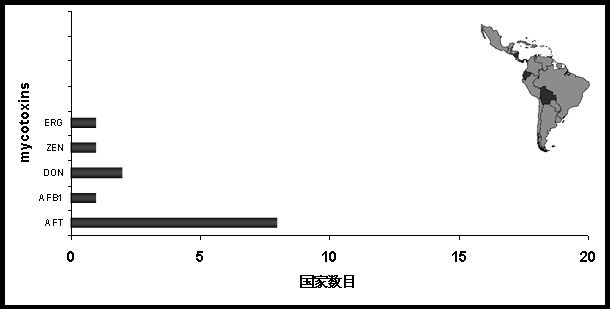 mycotoxins
ERG
ZEN
DON
AFB1
AFT
0 5 10 15 20
国家数目